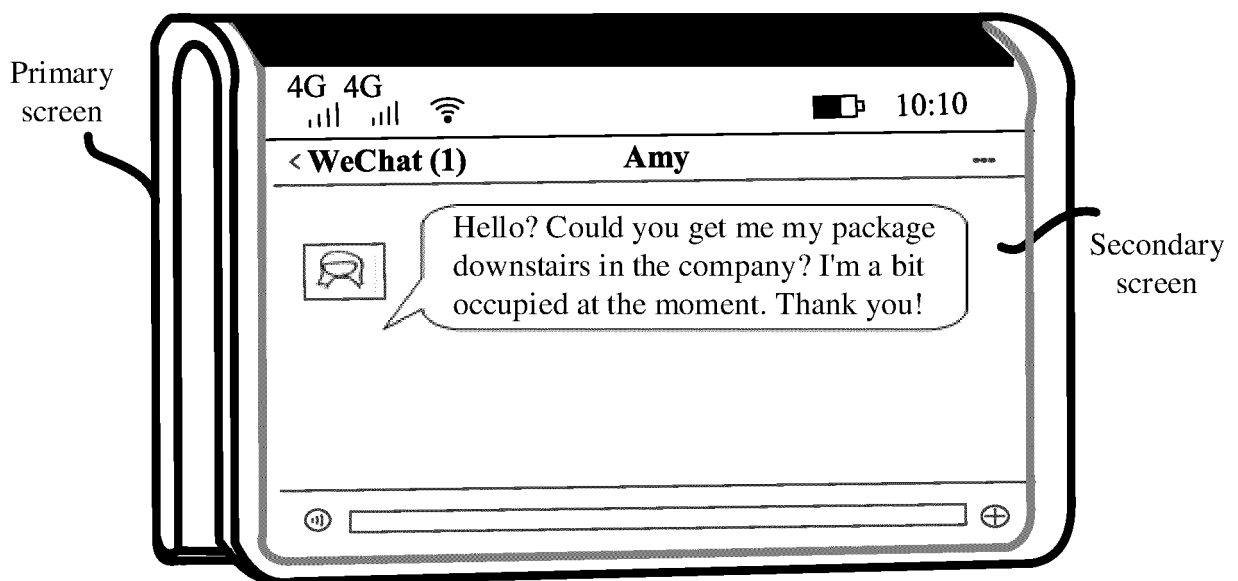 Primary
screen
4G 4G
10:10
< WeChat (1) Amy ---
Hello? Could you get me my package
downstairs in the company? I'm a bit
occupied at the moment. Thank you!
Secondary
screen